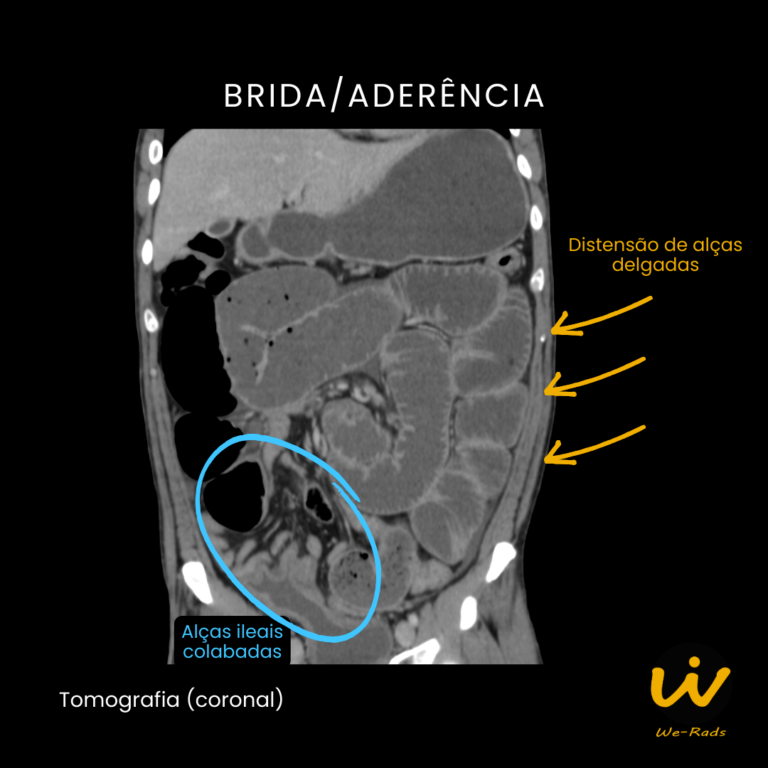 BRIDA/ADERÊNCIA
Distensão de alças
delgadas
Alças ileais
colabadas
Tomografia (coronal)
We-Rads